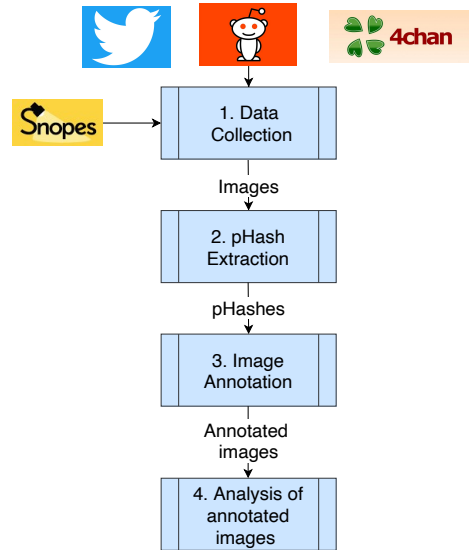 4chan
Snopes
1. Data
Collection
Images
2. pHash
Extraction
pHashes
3. Image
Annotation
Annotated
images
4. Analysis of
annotated
images